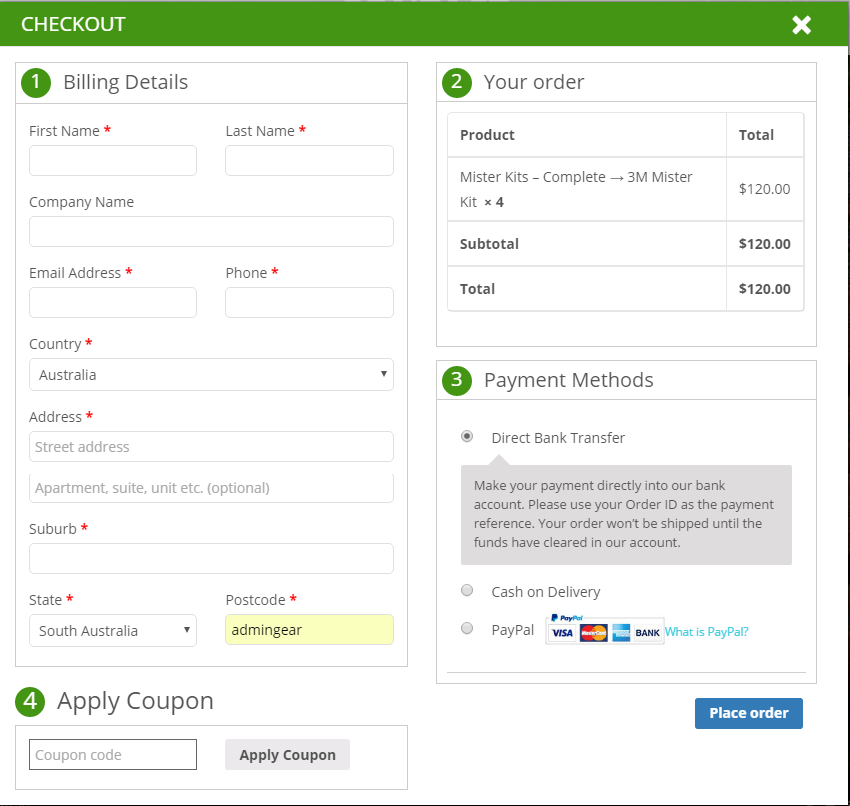 CHECKOUT
1 Billing Details
First Name *
Last Name *
Company Name
Email Address *
Phone *
Country *
Australia
Address *
Street address
Apartment, suite, unit etc. (optional)
Suburb *
State *
Postcode *
South Australia
admingear
4 Apply Coupon
Coupon code
Apply Coupon
2 Your order
Product
Total
Mister Kits – Complete → 3M Mister
Kit × 4
$120.00
Subtotal
$120.00
Total
$120.00
3 Payment Methods
Direct Bank Transfer
Make your payment directly into our bank
account. Please use your Order ID as the payment
reference. Your order won’t be shipped until the
funds have cleared in our account.
Cash on Delivery
PayPal
PayPal
VISA
MasterCard
BANK
What is PayPal?
Place order